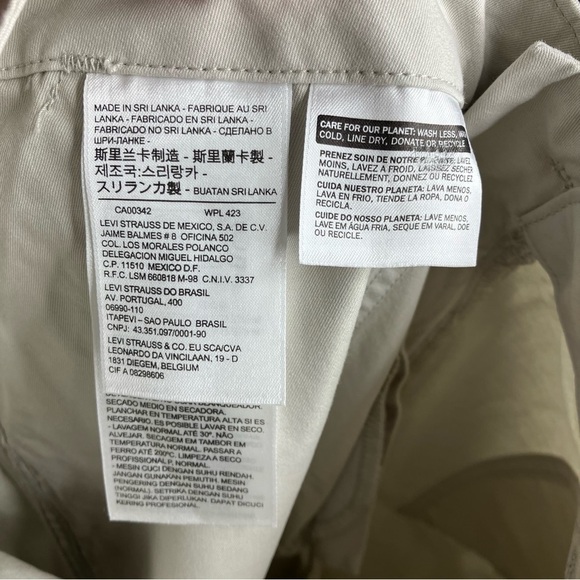 MADE IN SRI LANKA - FABRIQUE AU SRI
LANKA - FABRICADO EN SRI LANKA -
FABRICADO NO SRI LANKA - СДЕЛАНО В
ШРИ-ЛАНКЕ -
斯里兰卡制造 - 斯里蘭卡製 -
제조국:스리랑카 -
スリランカ製 - BUATAN SRI LANKA
CA00342 WPL 423
LEVI STRAUSS DE MEXICO, S.A. DE C.V.
JAIME BALMES # 8 OFICINA 502
COL. LOS MORALES POLANCO
DELEGACION MIGUEL HIDALGO
C.P. 11510 MEXICO D.F.
R.F.C. LSM 660818 M-98 C.N.I.V. 3337
LEVI STRAUSS DO BRASIL
AV. PORTUGAL, 400
06990-110
ITAPEVI - SAO PAULO BRASIL
CNPJ: 43.351.097/0001-90
LEVI STRAUSS & CO. EU SCA/CVA
LEONARDO DA VINCILAAN, 19 - D
1831 DIEGEM, BELGIUM
CIF A 08298606
SECADO MEDIO EN SECADORA.
PLANCHAR EN TEMPERATURA ALTA SI ES
NECESARIO. ES POSIBLE LAVAR EN SECO.
- LAVAGEM NORMAL ATÉ 30º. NÃO
ALVEJAR. SECAGEM EM TAMBOR EM
TEMPERATURA NORMAL. PASSAR A
FERRO ATÉ 200ºC. LIMPEZA A SECO
PROFISSIONAL NORMAL.
- MESIN CUCI DENGAN SUHU RENDAH.
JANGAN GUNAKAN PEMUTIH. MESIN
PENGERING DENGAN SUHU SEDANG
(NORMAL). SETRIKA DENGAN SUHU
TINGGI JIKA DIPERLUKAN. DAPAT DICUCI
KERING PROFESIONAL
CARE FOR OUR PLANET: WASH LESS,
COLD, LINE DRY, DONATE OR RECYCLE
PRENEZ SOIN DE NOTRE PLANÈTE: LAVEZ
MOINS, LAVEZ A FROID, LAISSEZ SÉCHER
NATURELLEMENT, DONNEZ OU RECYCLEZ
CUIDA NUESTRO PLANETA: LAVA MENOS,
LAVA EN FRIO, TIENDE LA ROPA, DONA O
RECICLA.
CUIDE DO NOSSO PLANETA: LAVE MENOS,
LAVE EM ÁGUA FRIA, SEQUE EM VARAL, DOE
OU RECICLE.